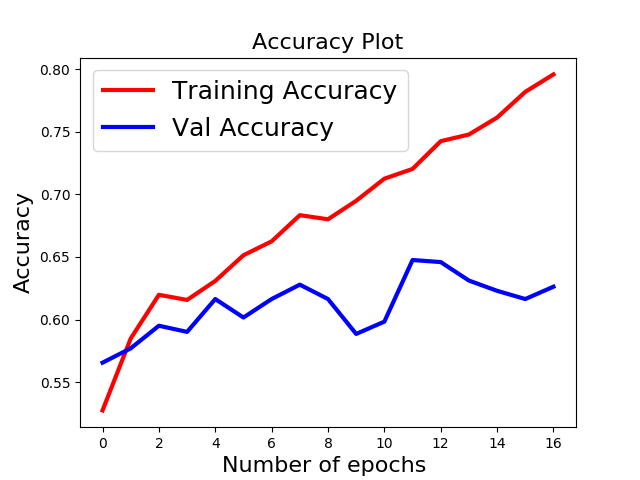 Accuracy Plot
Training Accuracy
Val Accuracy
Accuracy
0.80
0.75
0.70
0.65
0.60
0.55
0 2 4 6 8 10 12 14 16
Number of epochs